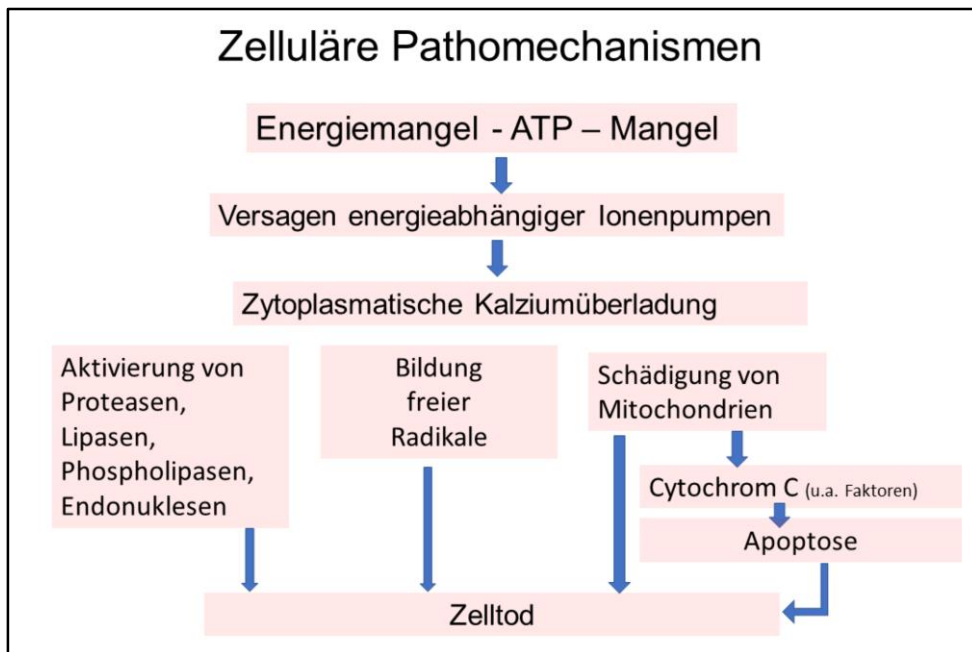 Zelluläre Pathomechanismen
Energiemangel - ATP – Mangel
Versagen energieabhängiger Ionenpumpen
Zytoplasmatische Kalziumüberladung
Aktivierung von
Proteasen,
Lipasen,
Phospholipasen,
Endonuklesen
Bildung
freier
Radikale
Schädigung von
Mitochondrien
Cytochrom C (u.a. Faktoren)
Apoptose
Zelltod